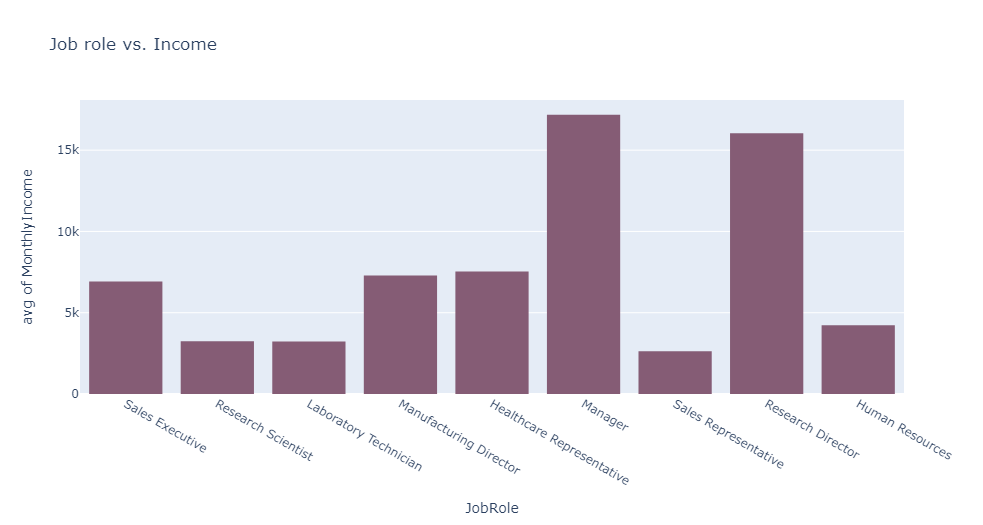 Job role vs. Income
avg of MonthlyIncome
15k
10k
5k
0
Sales Executive
Research Scientist
Laboratory Technician
Manufacturing Director
Healthcare Representative
Manager
Sales Representative
Research Director
Human Resources
JobRole